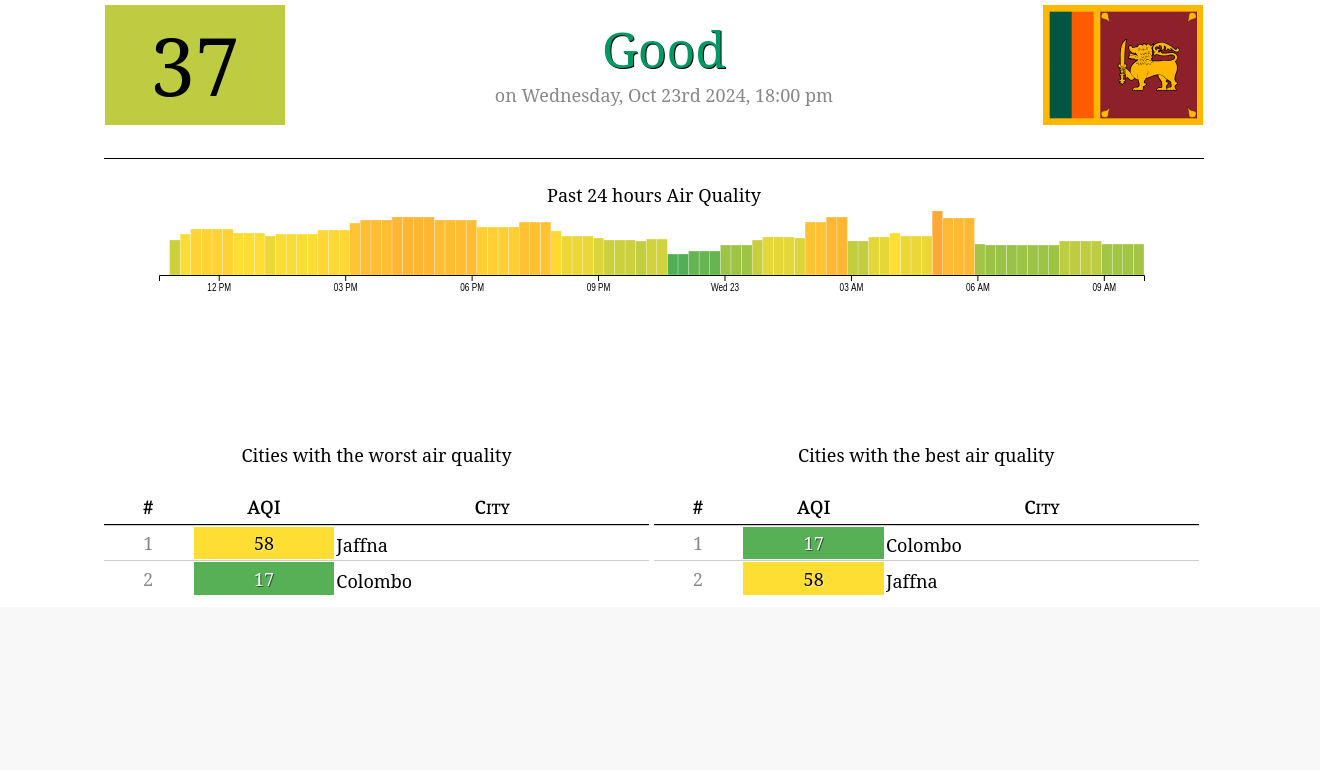 37
Good
on Wednesday, Oct 23rd 2024, 18:00 pm
Past 24 hours Air Quality
12 PM 03 PM 06 PM 09 PM Wed 23 03 AM 06 AM 09 AM
Cities with the worst air quality
# AQI City
1 58 Jaffna
2 17 Colombo
Cities with the best air quality
# AQI City
1 17 Colombo
2 58 Jaffna